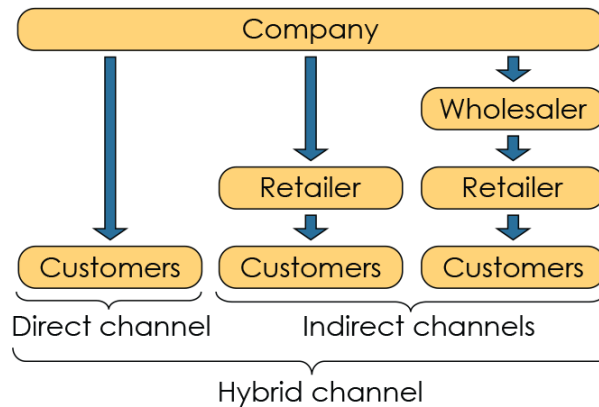 Company
Wholesaler
Retailer
Retailer
Customers
Customers
Customers
Direct channel
Indirect channels
Hybrid channel